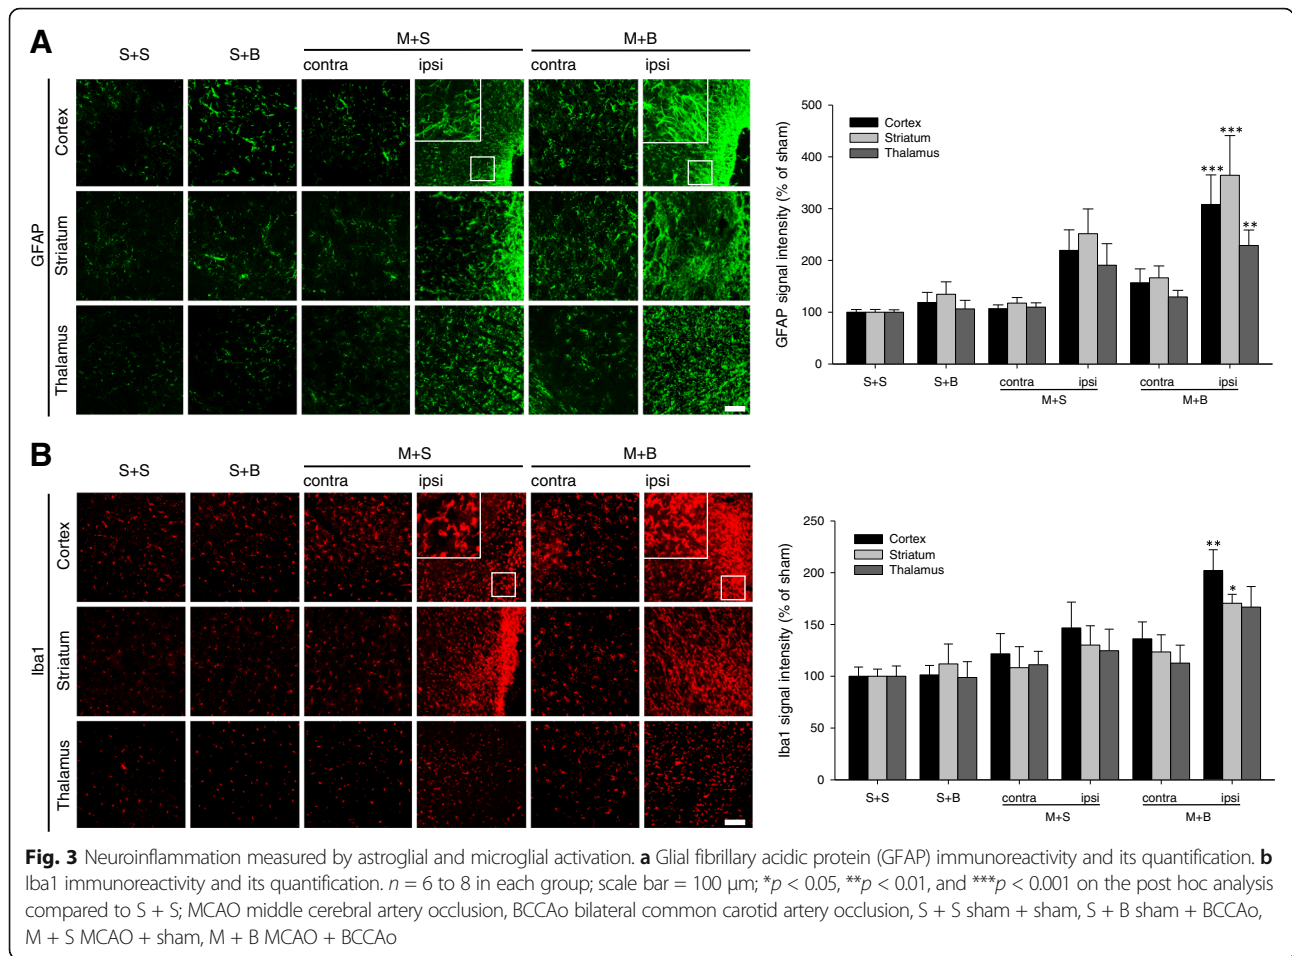 A
S+S
S+B
M+S
M+B
contra
ipsi
contra
ipsi
GFAP
Cortex
Striatum
Thalamus
GFAP signal intensity (% of sham)
500
400
300
200
100
0
Cortex
Striatum
Thalamus
***
***
**
S+S
S+B
contra
ipsi
contra
ipsi
M+S
M+B
B
S+S
S+B
M+S
M+B
contra
ipsi
contra
ipsi
Iba1
Cortex
Striatum
Thalamus
Iba1 signal intensity (% of sham)
250
200
150
100
50
0
Cortex
Striatum
Thalamus
**
*
S+S
S+B
contra
ipsi
contra
ipsi
M+S
M+B
Fig. 3 Neuroinflammation measured by astroglial and microglial activation. a Glial fibrillary acidic protein (GFAP) immunoreactivity and its quantification. b
Iba1 immunoreactivity and its quantification. n = 6 to 8 in each group; scale bar = 100 μm; *p < 0.05, **p < 0.01, and ***p < 0.001 on the post hoc analysis
compared to S + S; MCAO middle cerebral artery occlusion, BCCAo bilateral common carotid artery occlusion, S + S sham + sham, S + B sham + BCCAo,
M + S MCAO + sham, M + B MCAO + BCCAo